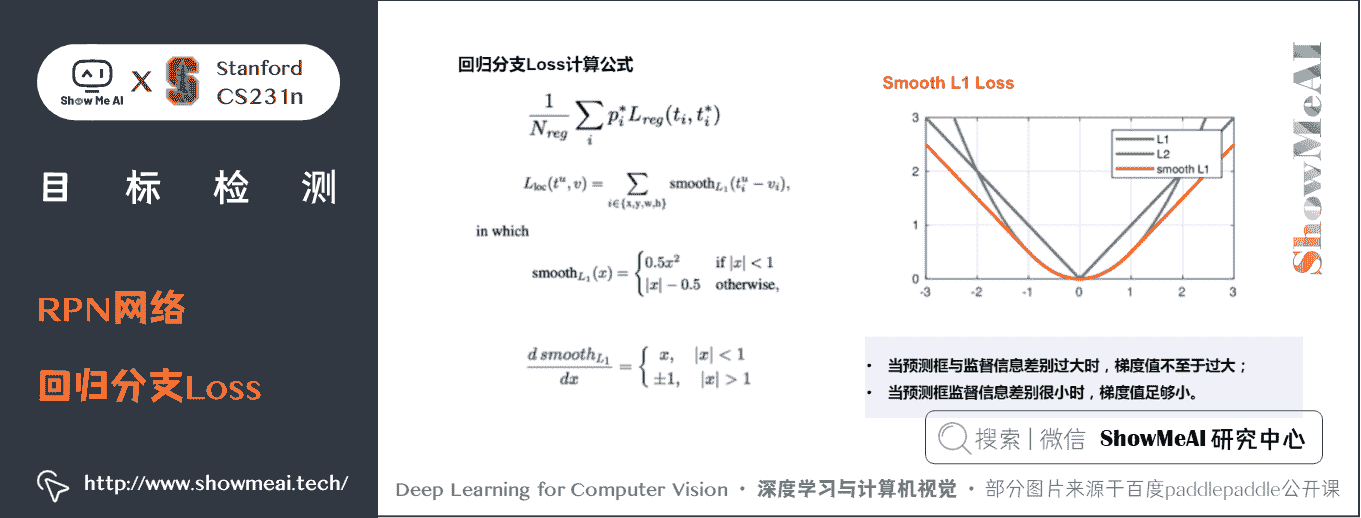 Show Me AI
X
S
Stanford
CS231n
目标检测
RPN网络
回归分支Loss
http://www.showmeai.tech/
回归分支Loss计算公式
\frac{1}{N_{reg}} \sum_i p_i^* L_{reg}(t_i, t_i^*)
L_{loc}(t^u, v) = \sum_{i∈\{x,y,w,h\}} smooth_{L_1}(t_i^u − v_i),
in which
smooth_{L_1}(x) = \begin{cases} 0.5x^2 & if |x| < 1 \\ |x| − 0.5 & otherwise, \end{cases}
\frac{d smooth_{L_1}}{dx} = \begin{cases} x, & |x| < 1 \\ ±1, & |x| > 1 \end{cases}
Smooth L1 Loss
3
2
1
0
-3 -2 -1 0 1 2 3
L1
L2
smooth L1
• 当预测框与监督信息差别过大时，梯度值不至于过大；
• 当预测框监督信息差别很小时，梯度值足够小。
搜索 | 微信 ShowMeAI 研究中心
ShowMeAI
Deep Learning for Computer Vision • 深度学习与计算机视觉 • 部分图片来源于百度paddlepaddle公开课